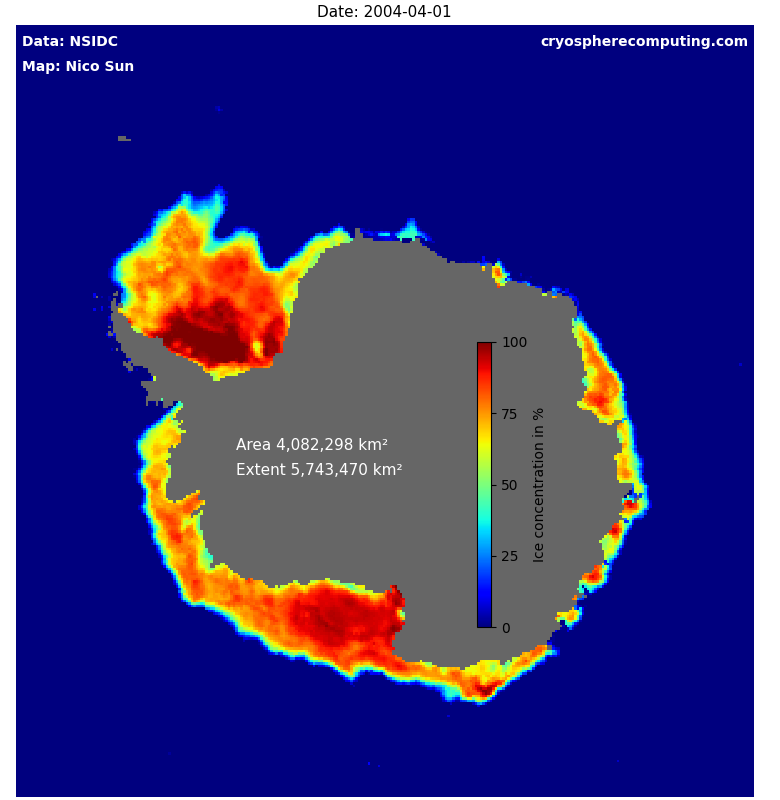 Date: 2004-04-01
Data: NSIDC
cryospherecomputing.com
Map: Nico Sun
100
75
50
25
0
Ice concentration in %
Area 4,082,298 km²
Extent 5,743,470 km²